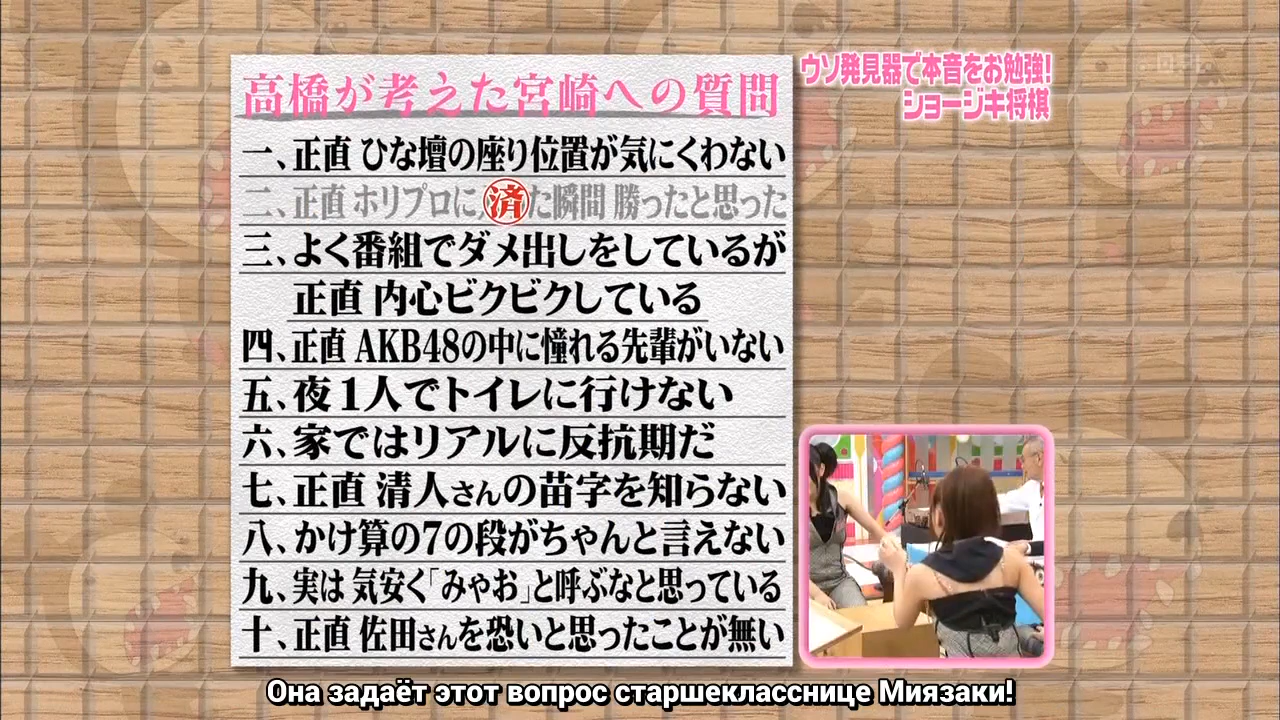 高橋が考えた宮崎への質問
一、正直 ひな壇の座り位置が気にくわない
二、正直 ホリプロに 済 た瞬間 勝ったと思った
三、よく番組でダメ出しをしているが
正直 内心ビクビクしている
四、正直 AKB48の中に憧れる先輩がいない
五、夜1人でトイレに行けない
六、家ではリアルに反抗期だ
七、正直 清人さんの苗字を知らない
八、かけ算の7の段がちゃんと言えない
九、実は 気安く「みゃお」と呼ぶなと思っている
十、正直 佐田さんを恐いと思ったことが無い
ウソ発見器で本音をお勉強!
ショージキ将棋
Она задаёт этот вопрос старшекласснице Миязаки!